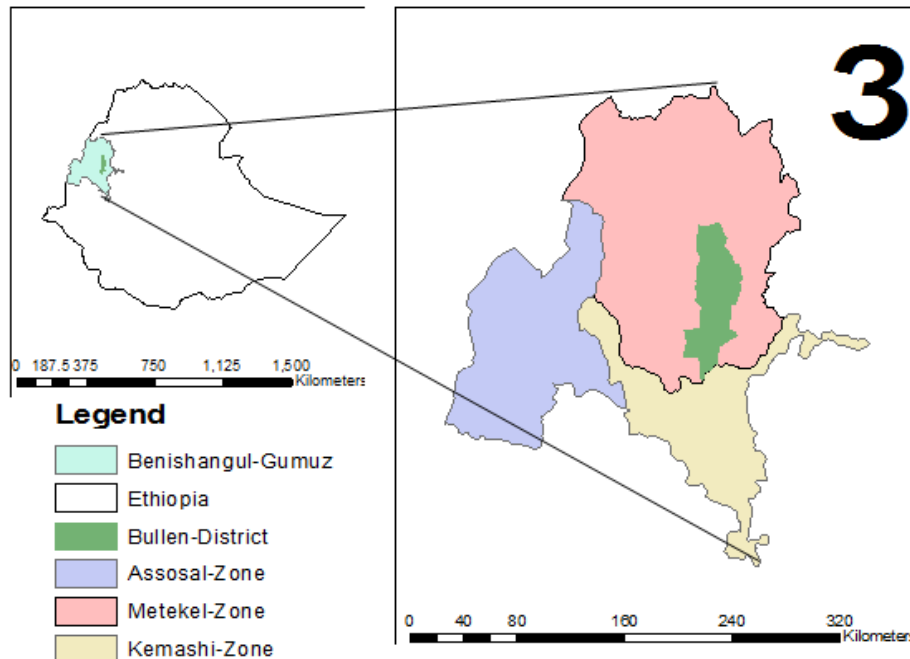 3
0 187.5 375 750 1,125 1,500
Kilometers
Legend
Benishangul-Gumuz
Ethiopia
Bullen-District
Assosal-Zone
Metekel-Zone
Kemashi-Zone
0 40 80 160 240 320
Kilometers